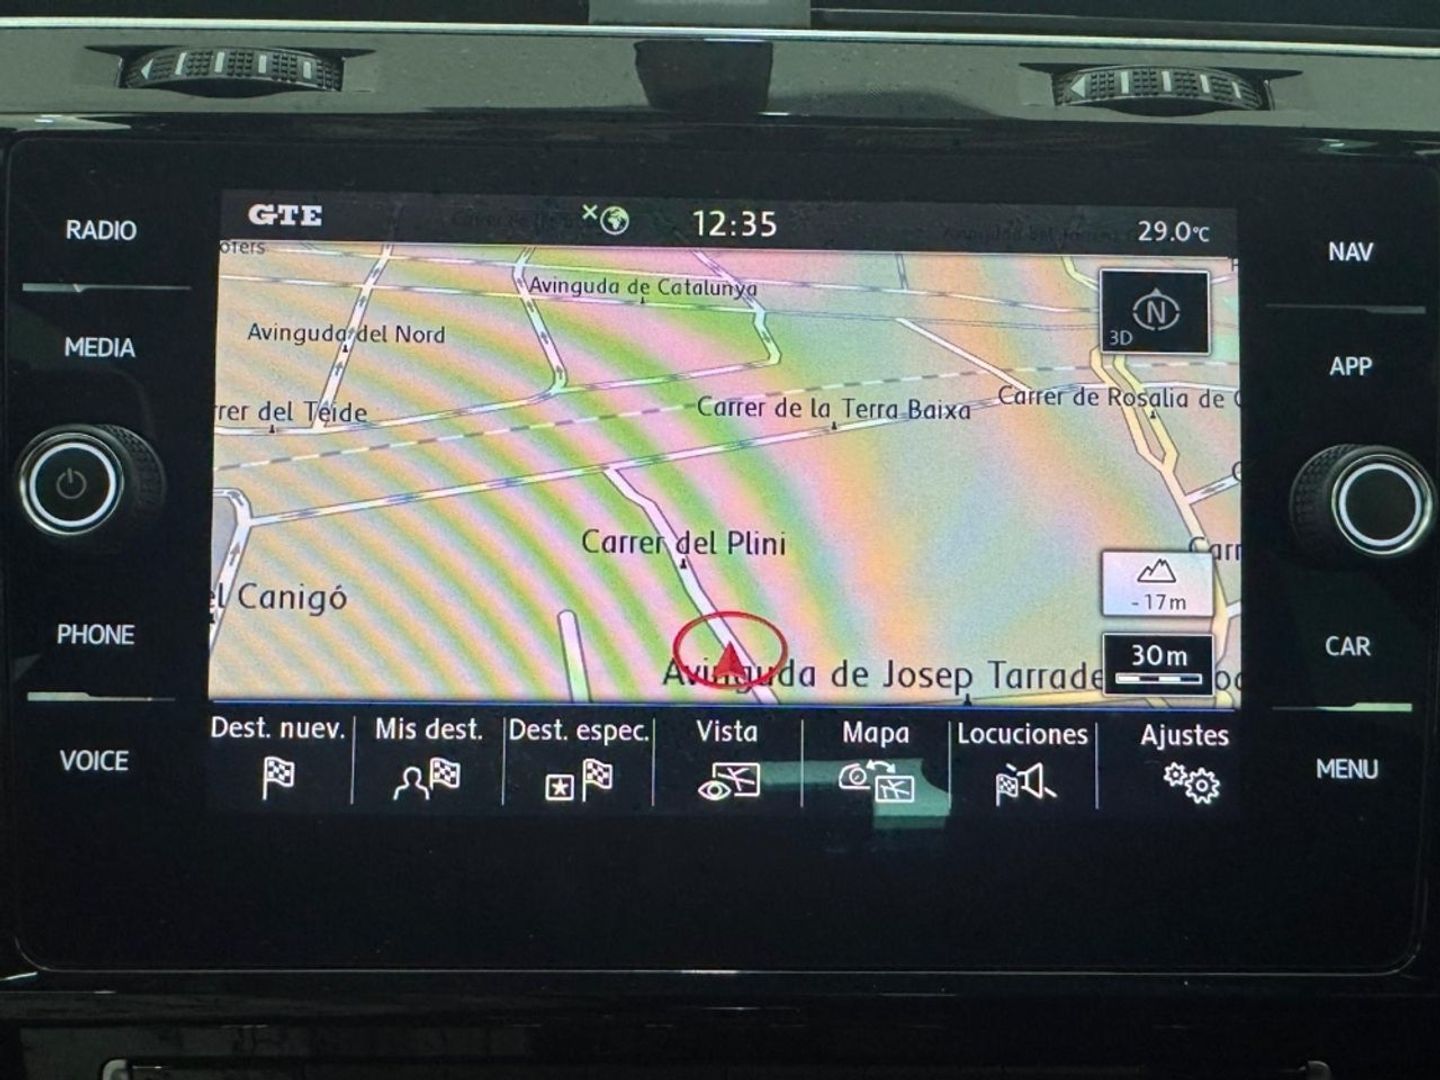 RADIO
MEDIA
PHONE
VOICE
NAV
APP
CAR
MENU
GTE
12:35
29.0°C
Avinguda de Catalunya
Avinguda del Nord
Carrer de la Terra Baixa
Carrer de Rosalia de
rrer del Teide
N
3D
Carrer del Plini
el Canigó
-17m
30m
Avinguda de Josep Tarrade
Dest. nuev.
Mis dest.
Dest. espec.
Vista
Mapa
Locuciones
Ajustes